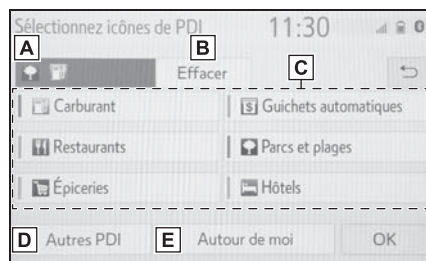 Sélectionnez icônes de PDI 11:30
A B C
Effacer
Carburant Guichets automatiques
Restaurants Parcs et plages
Épiceries Hôtels
D Autres PDI E Autour de moi OK